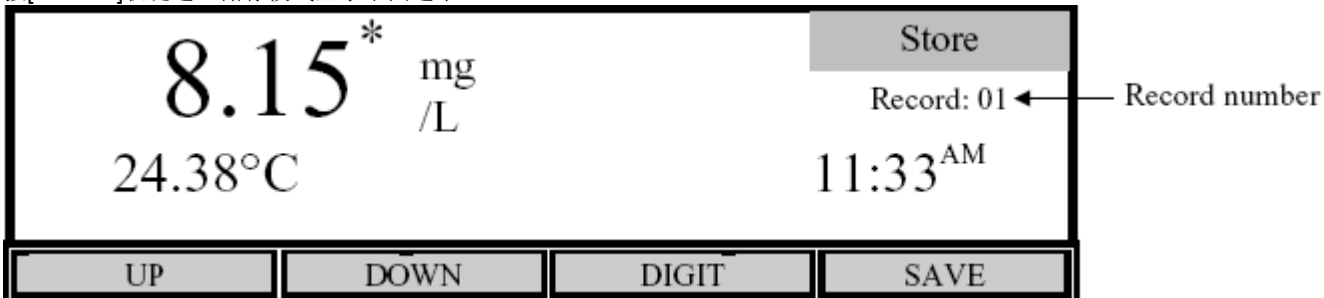 8.15* mg
/L
Store
Record: 01
Record number
24.38°C
11:33AM
UP DOWN DIGIT SAVE